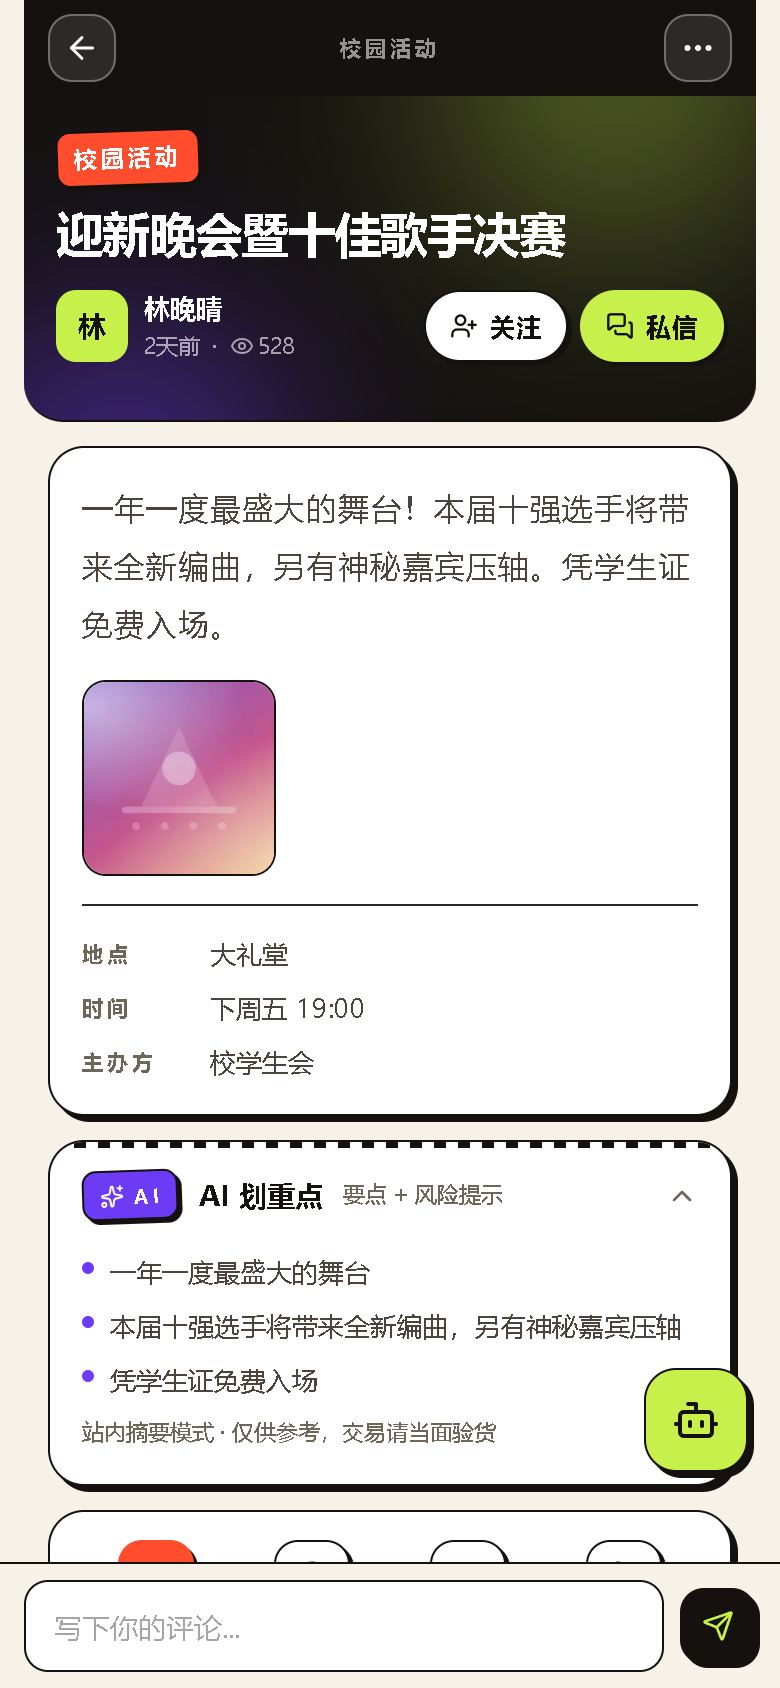 校园活动
校园活动
迎新晚会暨十佳歌手决赛
林
林晚晴
2天前 · 528
关注
私信
一年一度最盛大的舞台！本届十强选手将带
来全新编曲，另有神秘嘉宾压轴。凭学生证
免费入场。
地点 大礼堂
时间 下周五 19:00
主办方 校学生会
AI AI 划重点 要点 + 风险提示
一年一度最盛大的舞台
本届十强选手将带来全新编曲，另有神秘嘉宾压轴
凭学生证免费入场
站内摘要模式 · 仅供参考，交易请当面验货
写下你的评论...